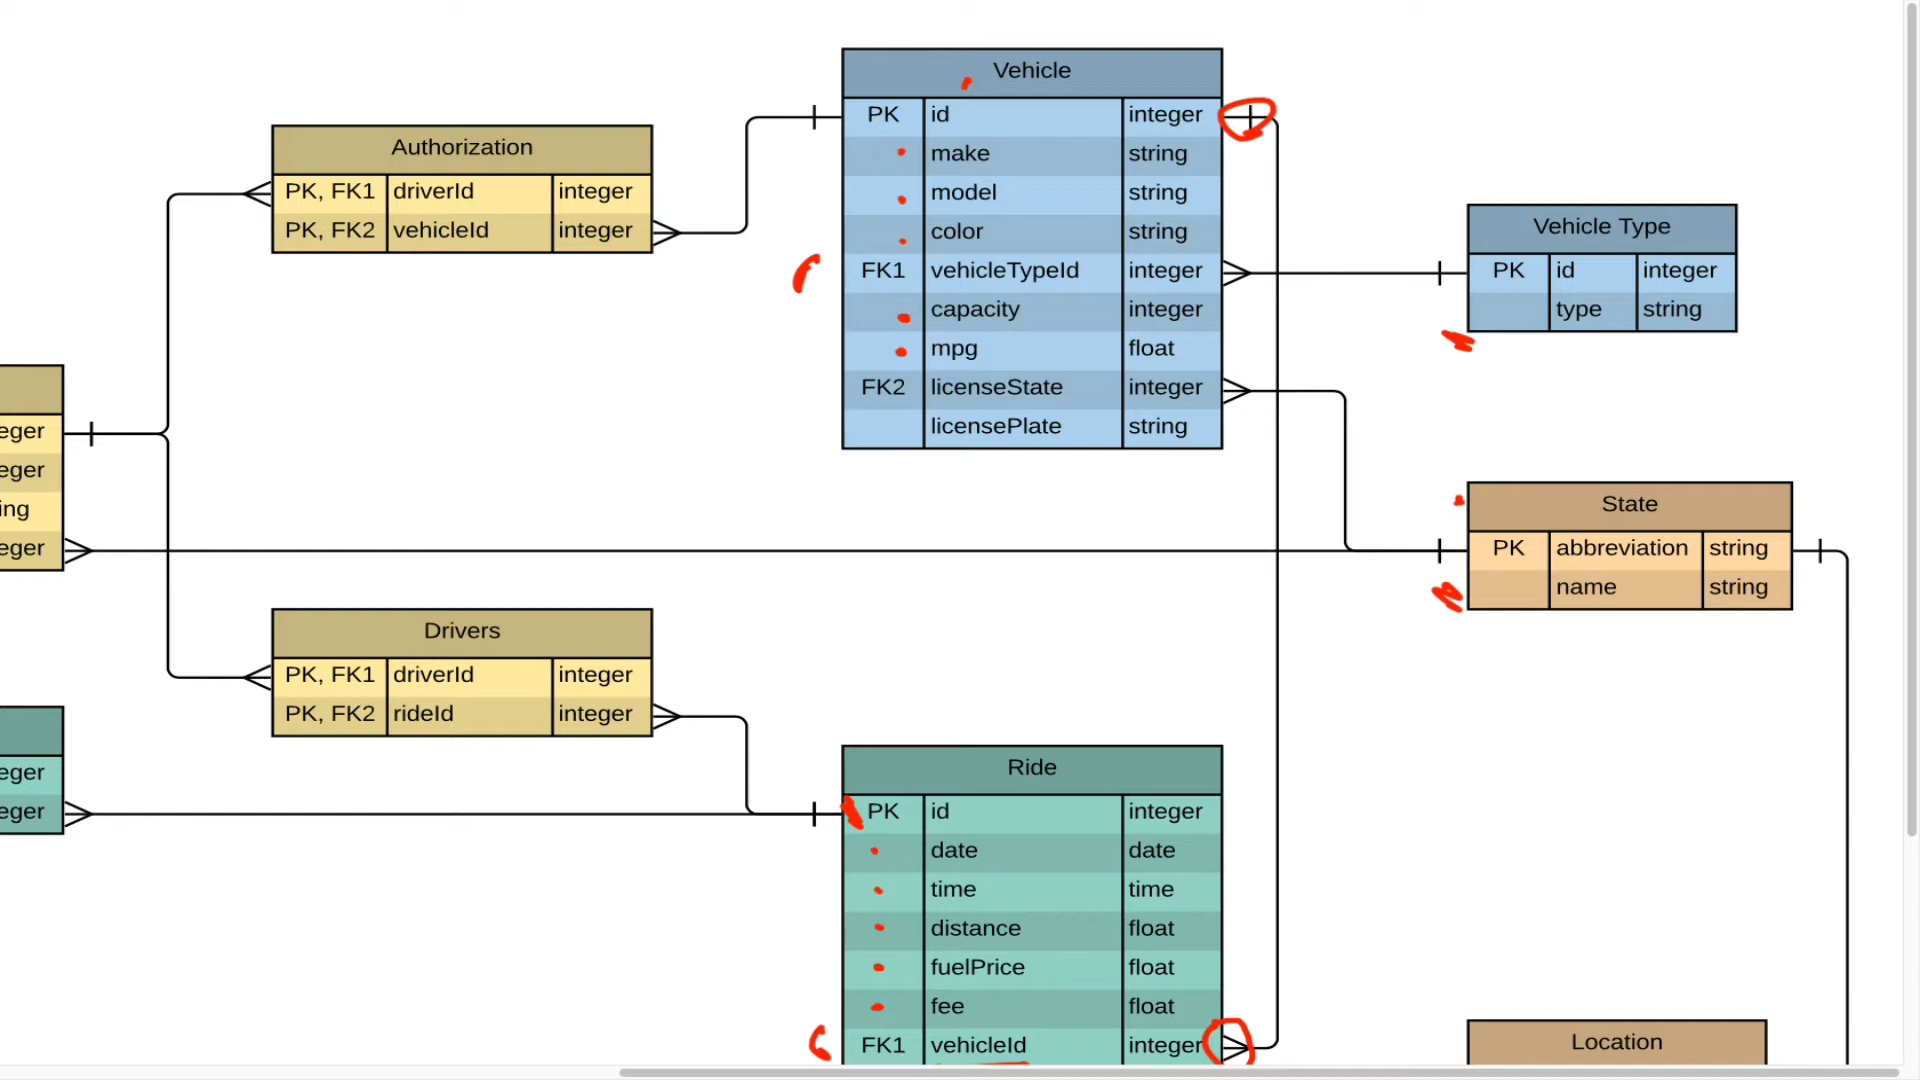 Vehicle
PK id integer
make string
model string
color string
FK1 vehicleTypeId integer
capacity integer
mpg float
FK2 licenseState integer
licensePlate string
Authorization
PK, FK1 driverId integer
PK, FK2 vehicleId integer
Vehicle Type
PK id integer
type string
eger
eger
ing
eger
State
PK abbreviation string
name string
Drivers
PK, FK1 driverId integer
PK, FK2 rideId integer
eger
eger
Ride
PK id integer
date date
time time
distance float
fuelPrice float
fee float
FK1 vehicleId integer
Location